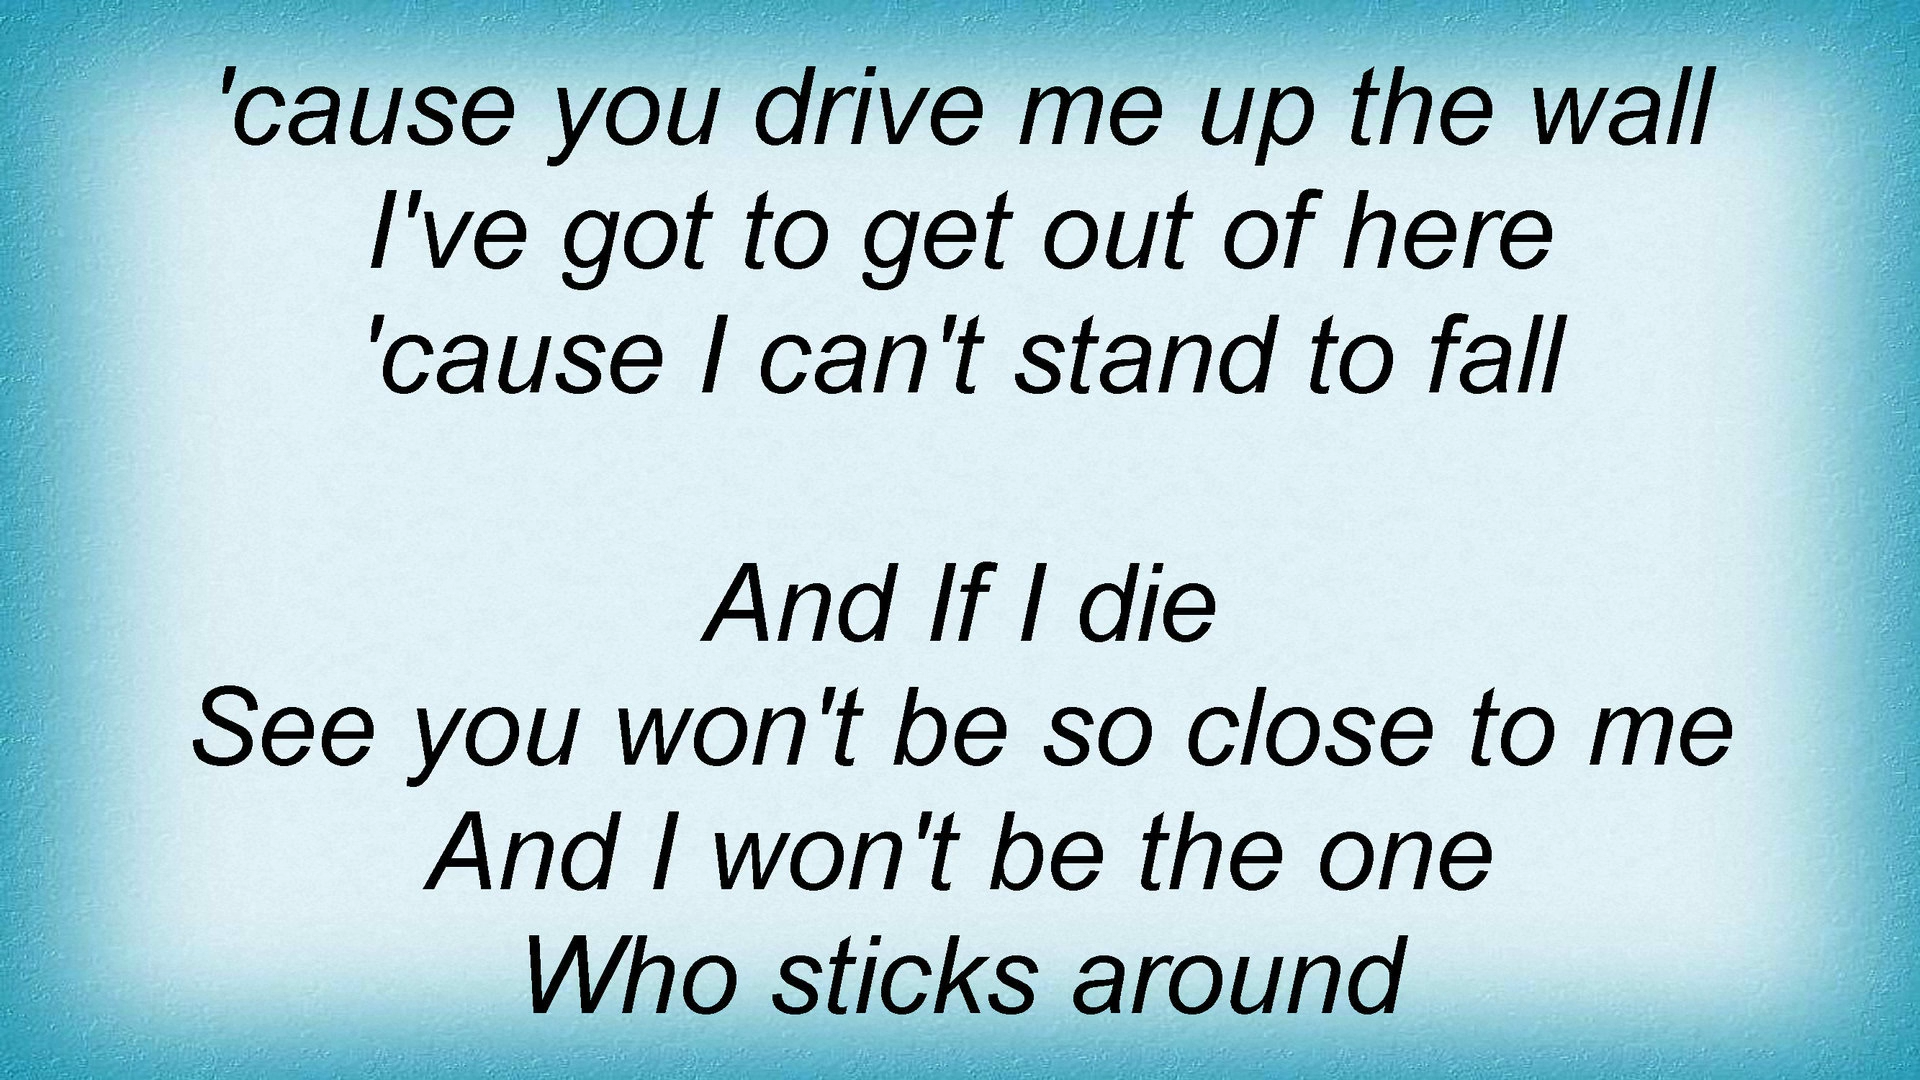 'cause you drive me up the wall
I've got to get out of here
'cause I can't stand to fall
And If I die
See you won't be so close to me
And I won't be the one
Who sticks around